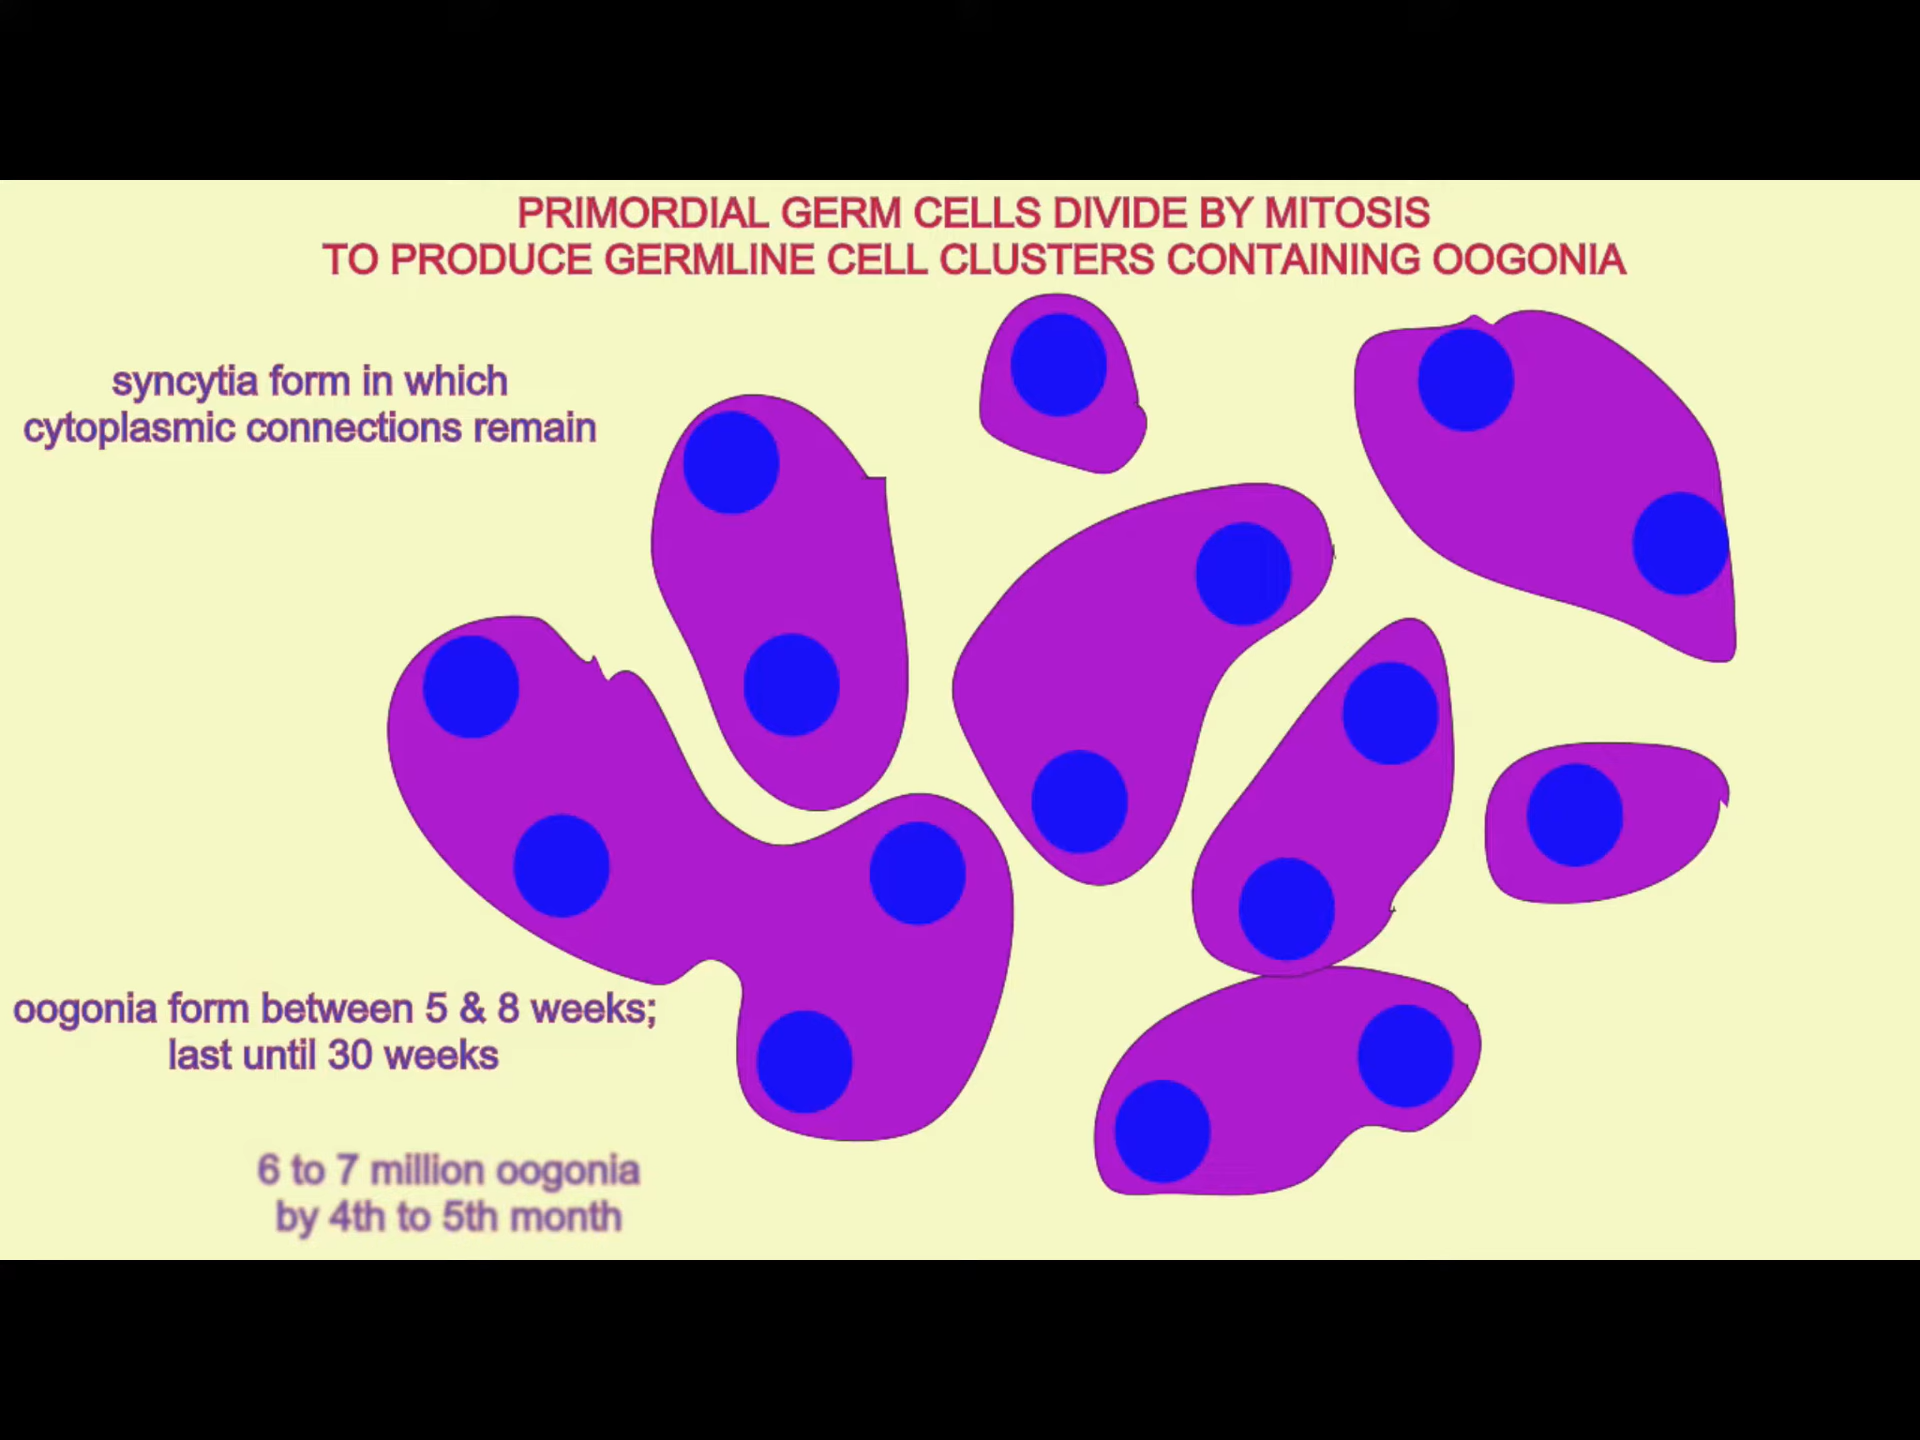 PRIMORDIAL GERM CELLS DIVIDE BY MITOSIS
TO PRODUCE GERMLINE CELL CLUSTERS CONTAINING OOGONIA
syncytia form in which
cytoplasmic connections remain
oogonia form between 5 & 8 weeks;
last until 30 weeks
6 to 7 million oogonia
by 4th to 5th month